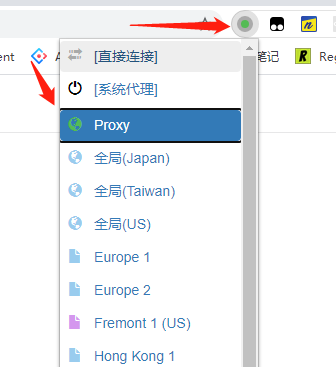 ent
A
[直接连接]
笔记
R
Reg
[系统代理]
Proxy
全局(Japan)
全局(Taiwan)
全局(US)
Europe 1
Europe 2
Fremont 1 (US)
Hong Kong 1